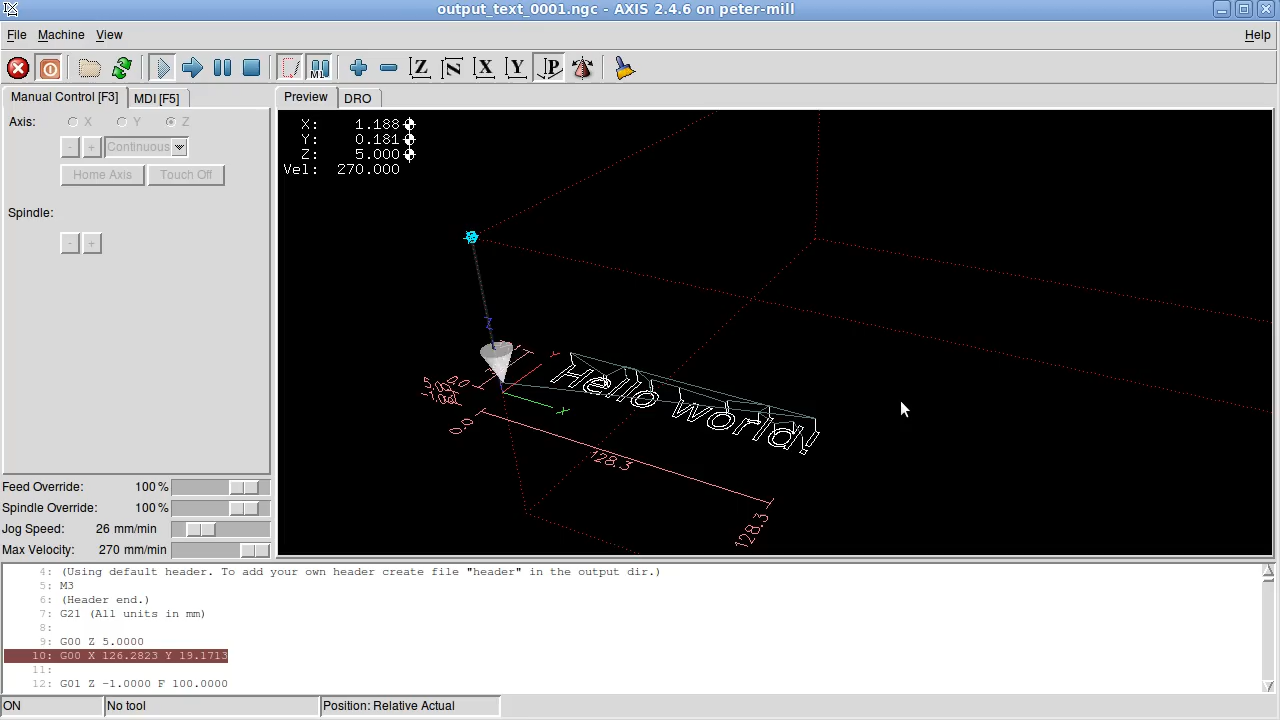 output_text_0001.ngc - AXIS 2.4.6 on peter-mill
File Machine View Help
Z N X Y P
M1
Manual Control [F3] MDI [F5]
Preview DRO
Axis: X Y Z
- + Continuous
Home Axis Touch Off
Spindle:
- +
X: 1.188
Y: 0.181
Z: 5.000
Vel: 270.000
Z
Y
X
0.0
128.3
128.3
Hello world!
Feed Override: 100 %
Spindle Override: 100 %
Jog Speed: 26 mm/min
Max Velocity: 270 mm/min
4: (Using default header. To add your own header create file "header" in the output dir.)
5: M3
6: (Header end.)
7: G21 (All units in mm)
8:
9: G00 Z 5.0000
10: G00 X 126.2823 Y 19.1713
11:
12: G01 Z -1.0000 F 100.0000
ON No tool Position: Relative Actual